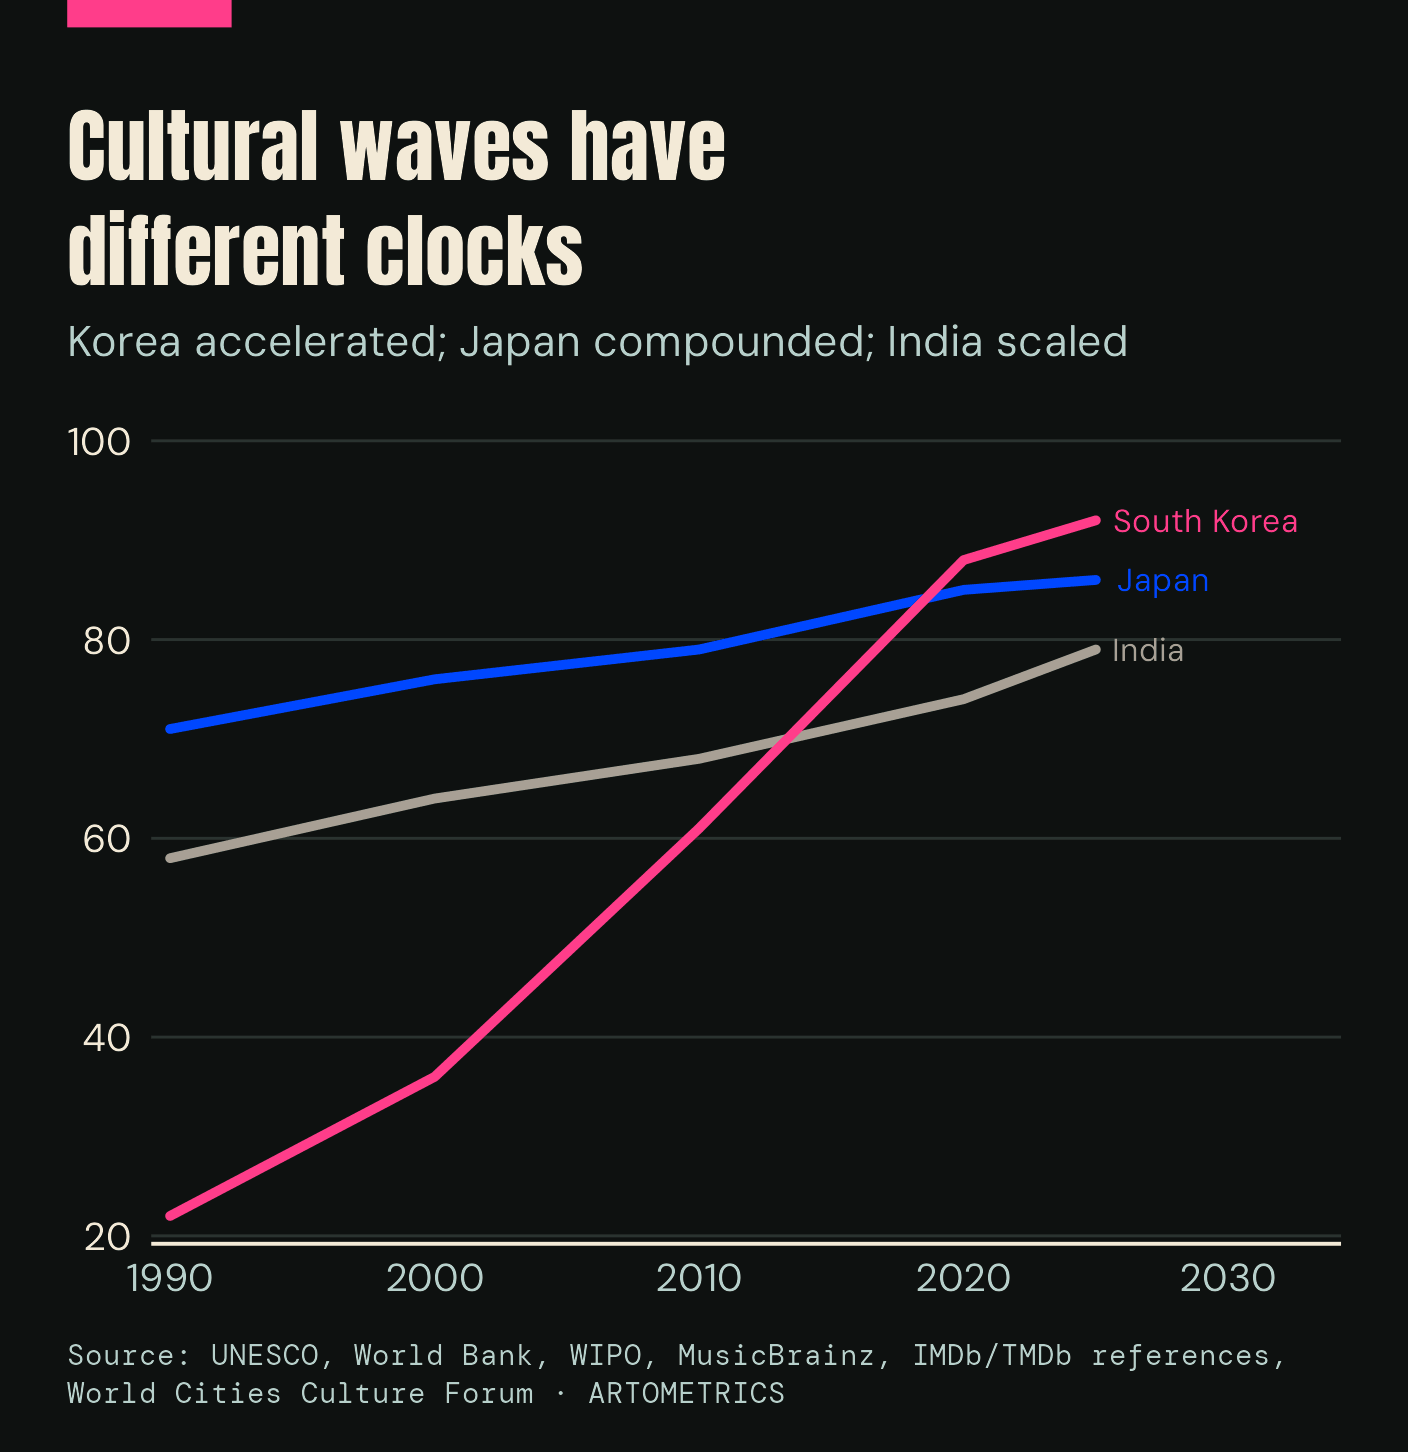 Cultural waves have
different clocks
Korea accelerated; Japan compounded; India scaled
100
South Korea
Japan
80
India
60
40
20
1990 2000 2010 2020 2030
Source: UNESCO, World Bank, WIPO, MusicBrainz, IMDb/TMDb references,
World Cities Culture Forum · ARTOMETRICS